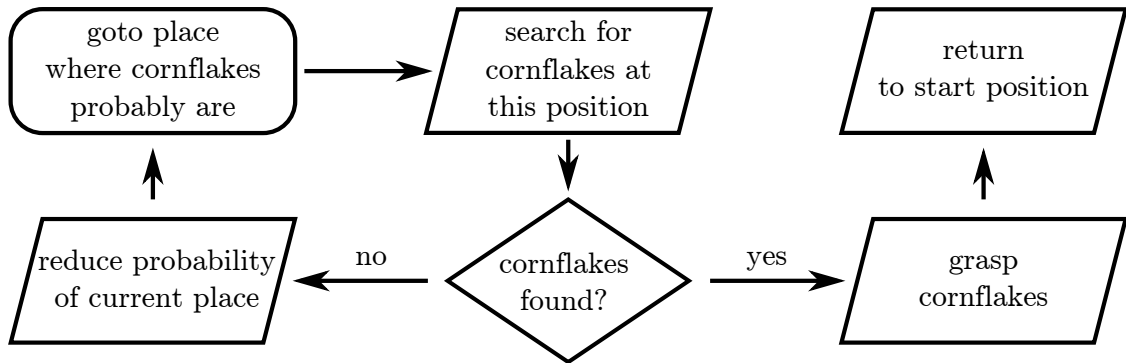 goto place
where cornflakes
probably are
search for
cornflakes at
this position
return
to start position
reduce probability
of current place
no
cornflakes
found?
yes
grasp
cornflakes